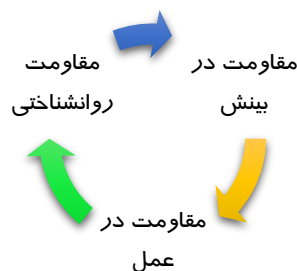 مقاومت در
بینش
مقاومت در
عمل
مقاومت
روانشناختی